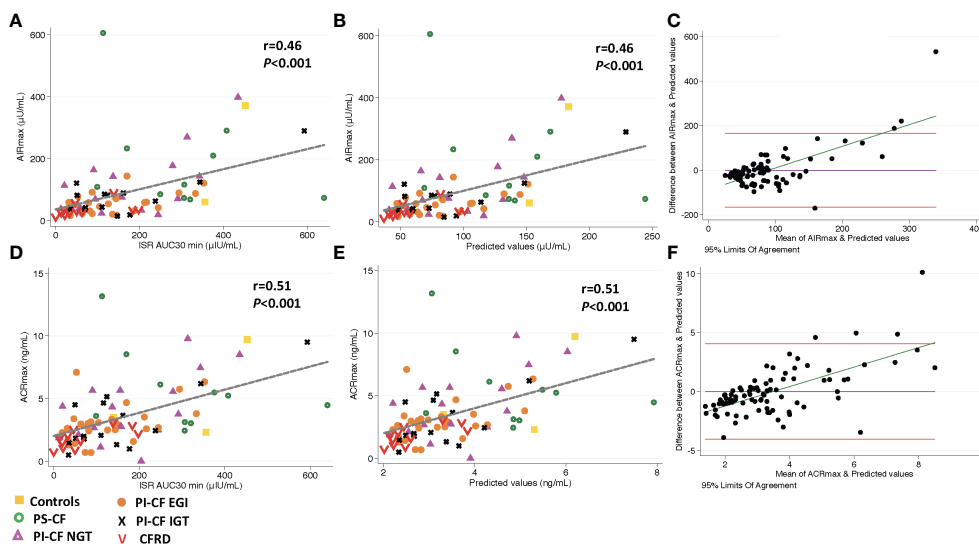 A
AIRmax (μU/mL)
600
400
200
0
r=0.46
P<0.001
0
200
400
600
ISR AUC30 min (μIU/mL)
B
AIRmax (μU/mL)
600
400
200
0
r=0.46
P<0.001
50
100
150
200
250
Predicted values (μU/mL)
C
Difference between AIRmax & Predicted values
600
400
200
0
-200
0
100
200
300
40
Mean of AIRmax & Predicted values
95% Limits Of Agreement
D
ACRmax (ng/mL)
15
10
5
0
r=0.51
P<0.001
0
200
400
600
ISR AUC30 min (μIU/mL)
E
ACRmax (ng/mL)
15
10
5
0
r=0.51
P<0.001
2
4
6
8
Predicted values (ng/mL)
F
Difference between ACRmax & Predicted values
10
5
0
-5
2
4
6
8
Mean of ACRmax & Predicted values
95% Limits Of Agreement
Controls
PS-CF
PI-CF NGT
PI-CF EGI
PI-CF IGT
CFRD